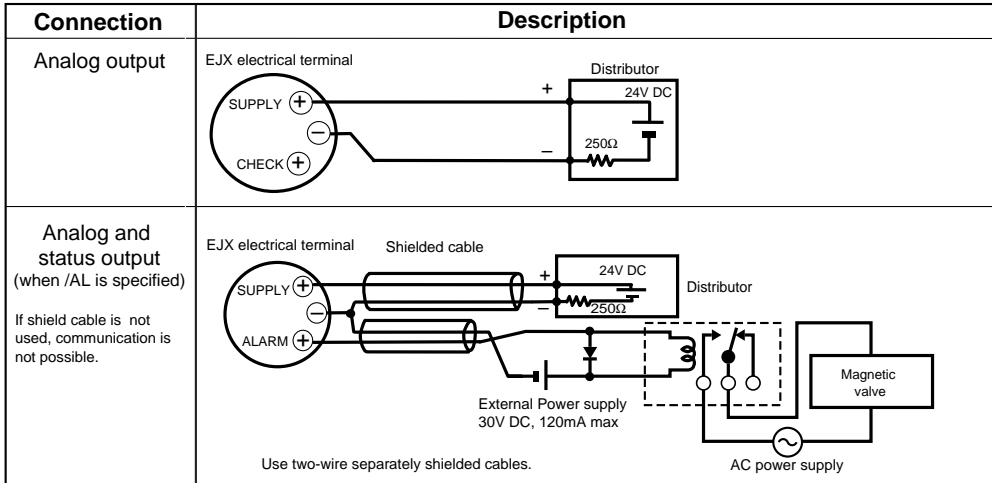 Connection
Description
Analog output
EJX electrical terminal
Distributor
SUPPLY +
+
24V DC
−
250Ω
−
CHECK +
Analog and
status output
(when /AL is specified)
If shield cable is not
used, communication is
not possible.
EJX electrical terminal
Shielded cable
SUPPLY +
+
24V DC
Distributor
−
−
250Ω
ALARM +
External Power supply
30V DC, 120mA max
Magnetic
valve
Use two-wire separately shielded cables.
AC power supply